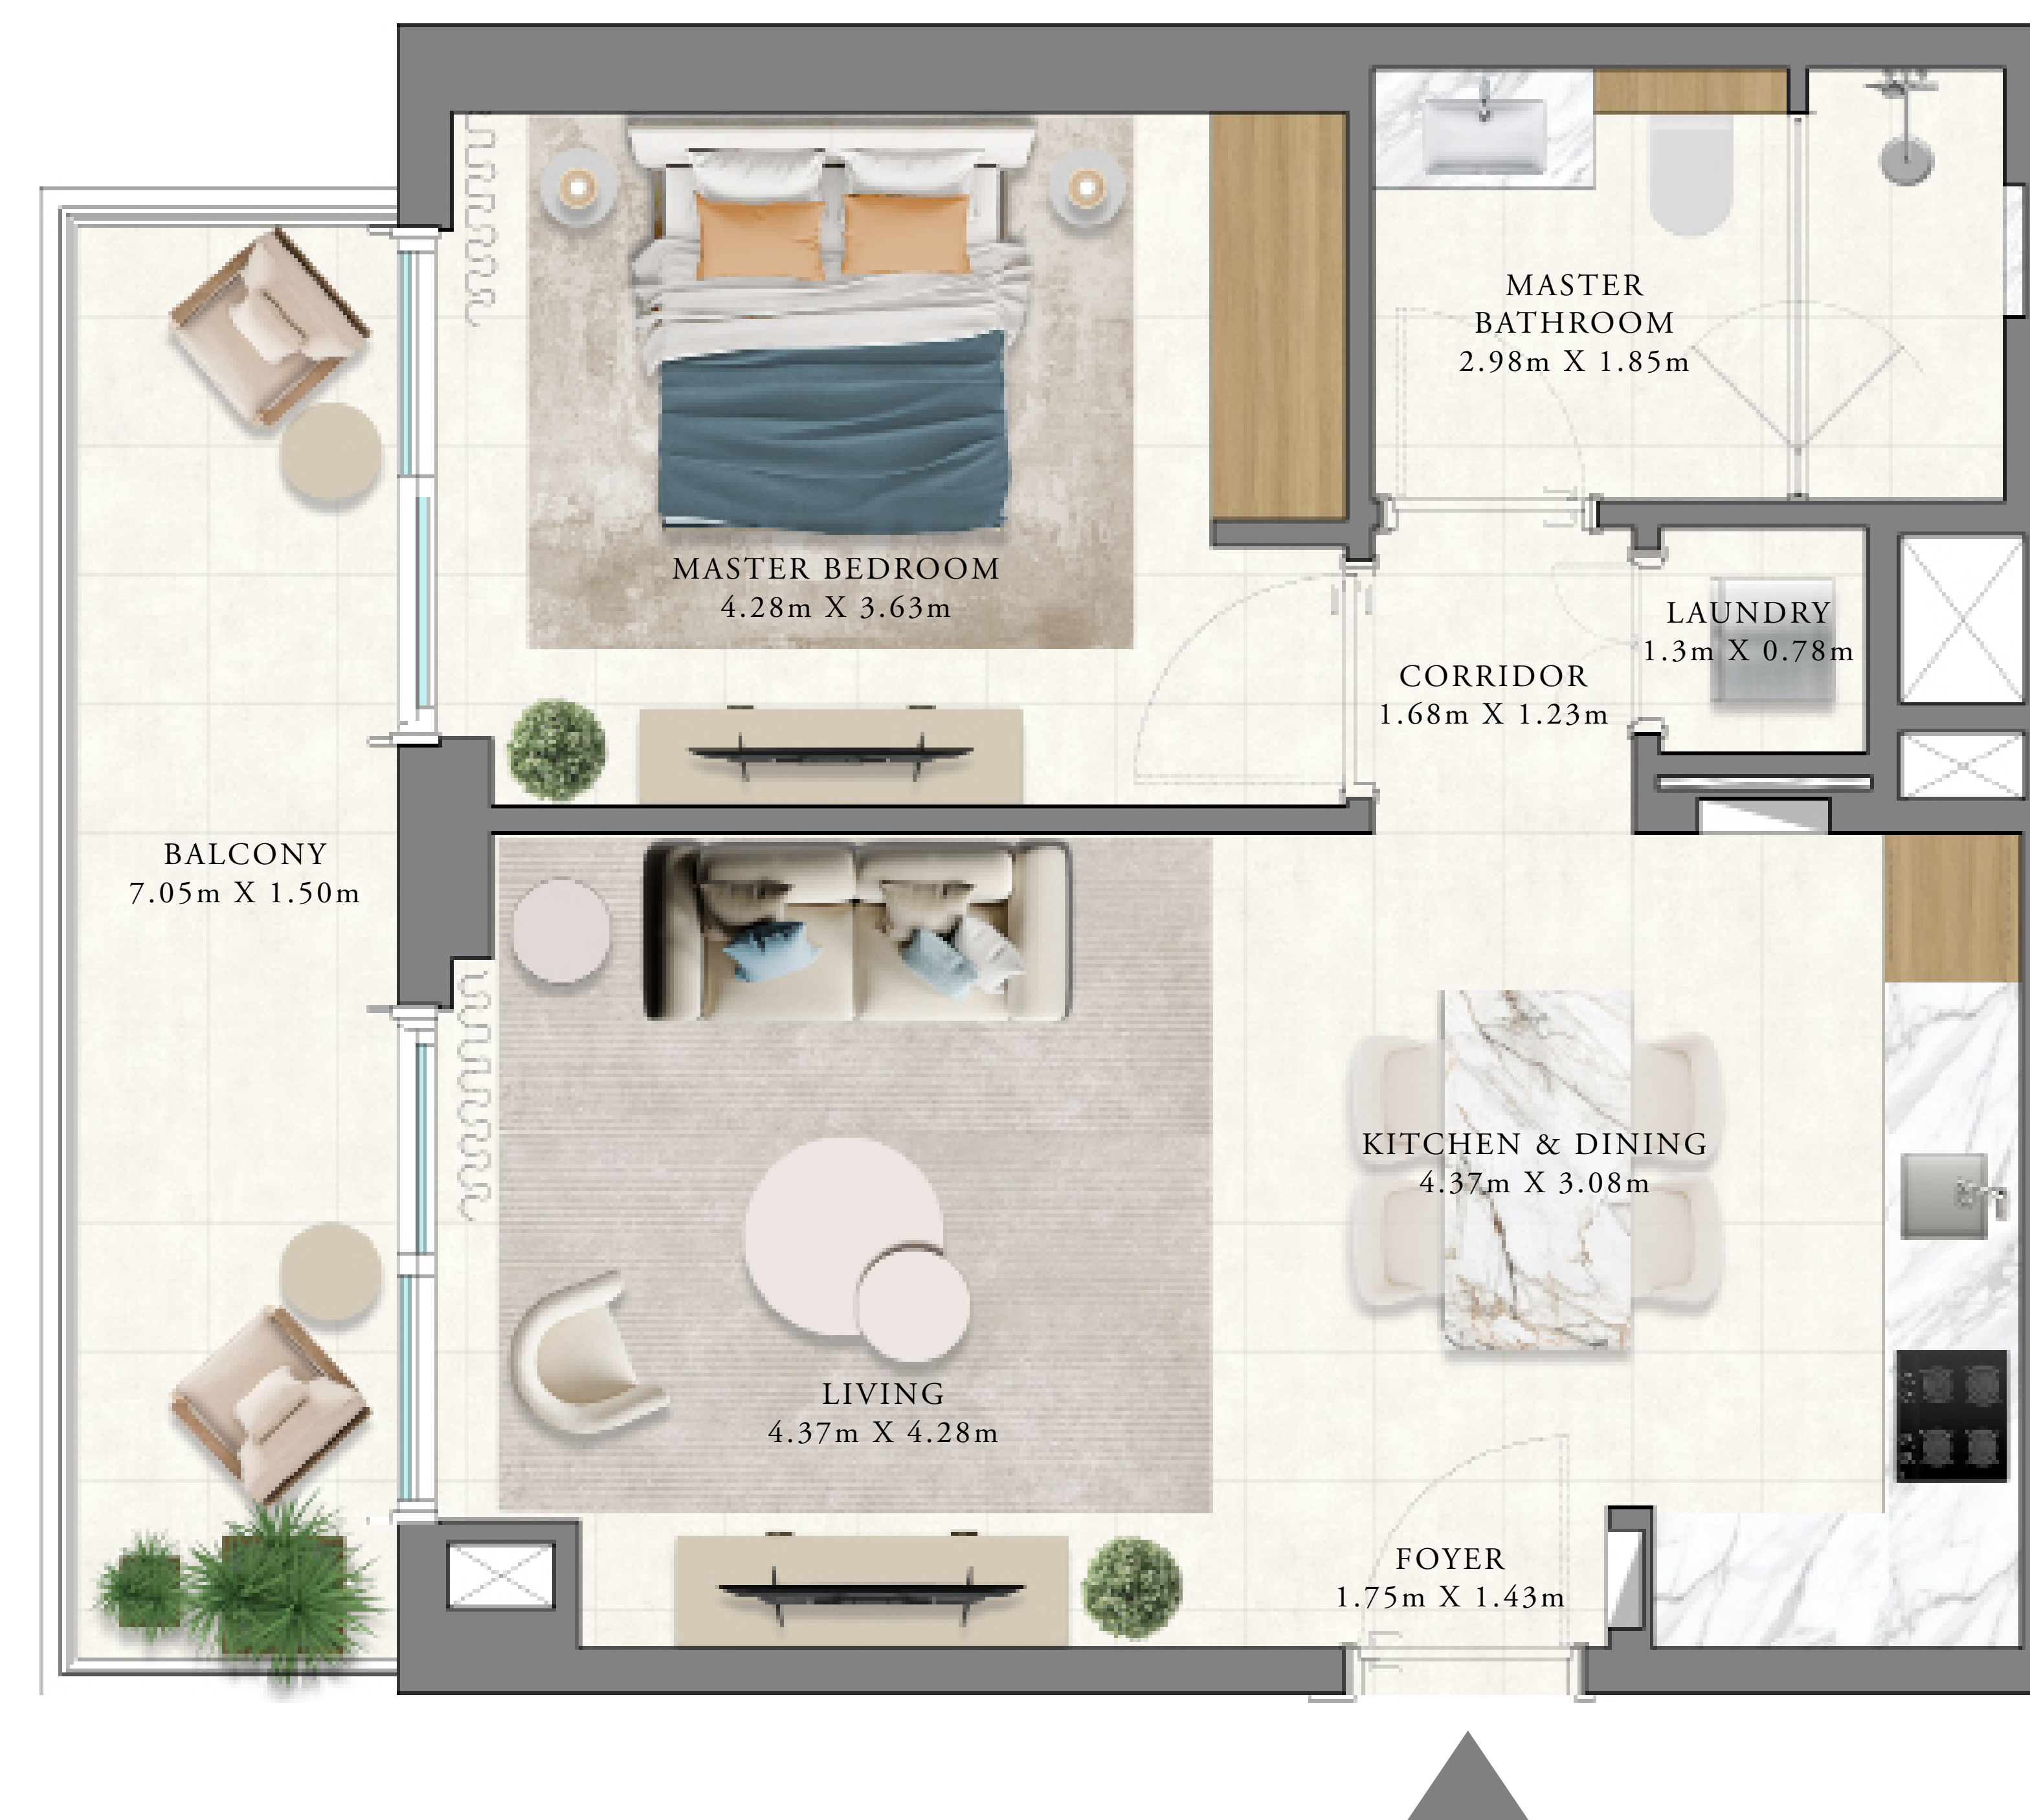 MASTER
BATHROOM
2.98m X 1.85m
MASTER BEDROOM
4.28m X 3.63m
LAUNDRY
1.3m X 0.78m
CORRIDOR
1.68m X 1.23m
BALCONY
7.05m X 1.50m
KITCHEN & DINING
4.37m X 3.08m
LIVING
4.37m X 4.28m
FOYER
1.75m X 1.43m